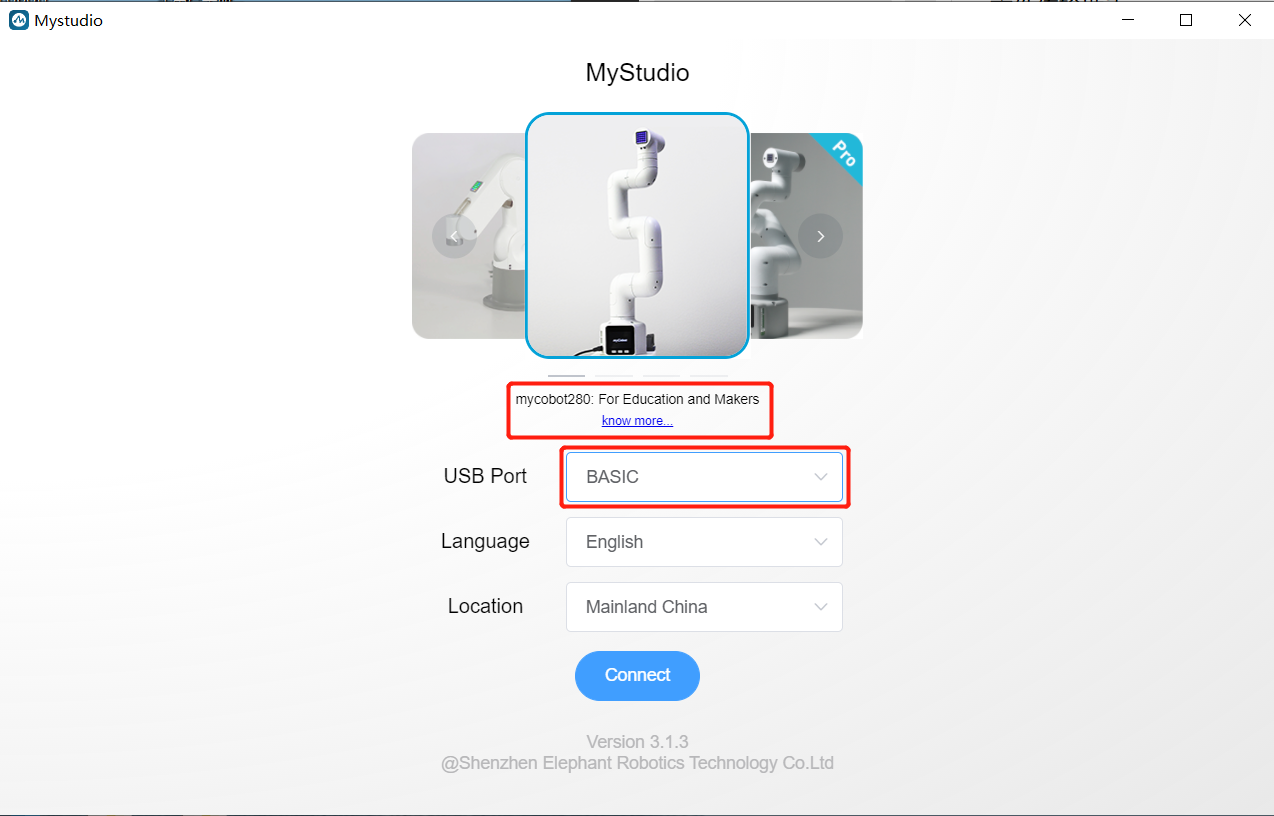 Mystudio
MyStudio
Pro
mycobot280: For Education and Makers
know more...
USB Port
BASIC
Language
English
Location
Mainland China
Connect
Version 3.1.3
@Shenzhen Elephant Robotics Technology Co.Ltd